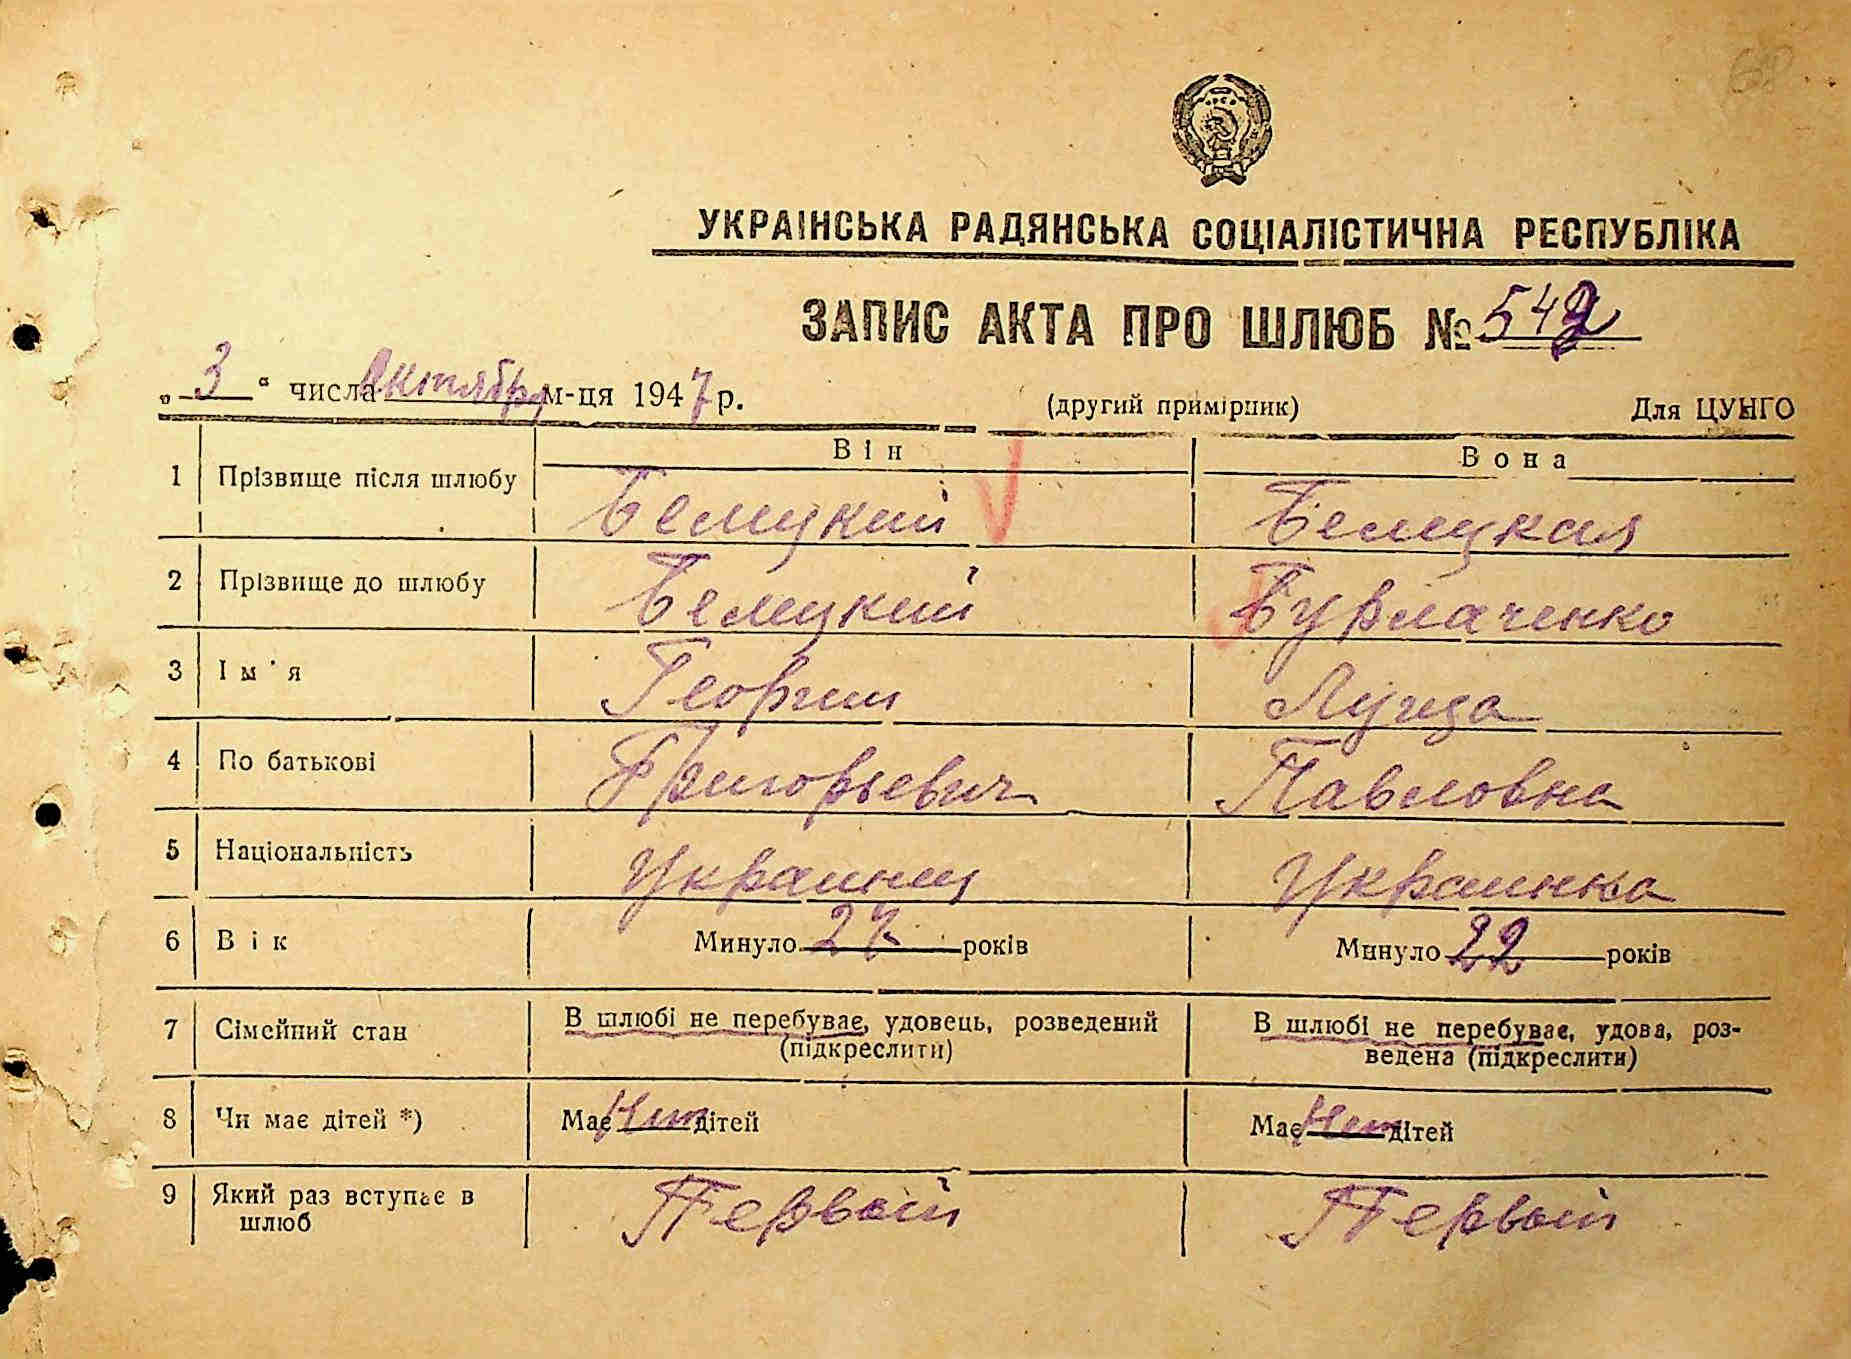 УКРАЇНСЬКА РАДЯНСЬКА СОЦІАЛІСТИЧНА РЕСПУБЛІКА
ЗАПИС АКТА ПРО ШЛЮБ № 542
„ 3 “ числа Октября м-ця 1947 р. (другий примірник) Для ЦУНГО
Він Вона
1 Прізвище після шлюбу Белецкий Белецкая
2 Прізвище до шлюбу Белецкий Бурлаченко
3 Ім'я Георгий Луиза
4 По батькові Григорьевич Павловна
5 Національність Украинец Украинка
6 Вік Минуло 27 років Минуло 22 років
7 Сімейний стан В шлюбі не перебуває, удовець, розведений (підкреслити) В шлюбі не перебуває, удова, роз-
ведена (підкреслити)
8 Чи має дітей *) Має Нет дітей Має Нет дітей
9 Який раз вступає в шлюб Первый Первый